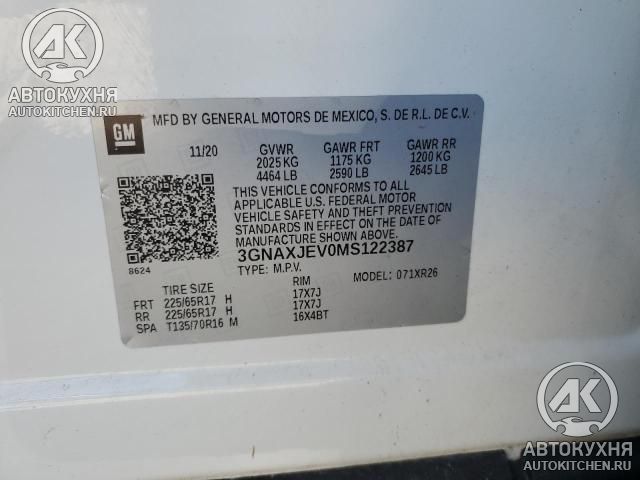 АК
АВТОКУХНЯ
AUTOKITCHEN.RU
GM
MFD BY GENERAL MOTORS DE MEXICO, S. DE R.L. DE C.V.
11/20 GVWR GAWR FRT GAWR RR
2025 KG 1175 KG 1200 KG
4464 LB 2590 LB 2645 LB
THIS VEHICLE CONFORMS TO ALL
APPLICABLE U.S. FEDERAL MOTOR
VEHICLE SAFETY AND THEFT PREVENTION
STANDARDS IN EFFECT ON THE DATE OF
MANUFACTURE SHOWN ABOVE.
8624
3GNAXJEV0MS122387
TYPE: M.P.V. MODEL: 071XR26
TIRE SIZE RIM
FRT 225/65R17 H 17X7J
RR 225/65R17 H 17X7J
SPA T135/70R16 M 16X4BT
АК
АВТОКУХНЯ
AUTOKITCHEN.RU